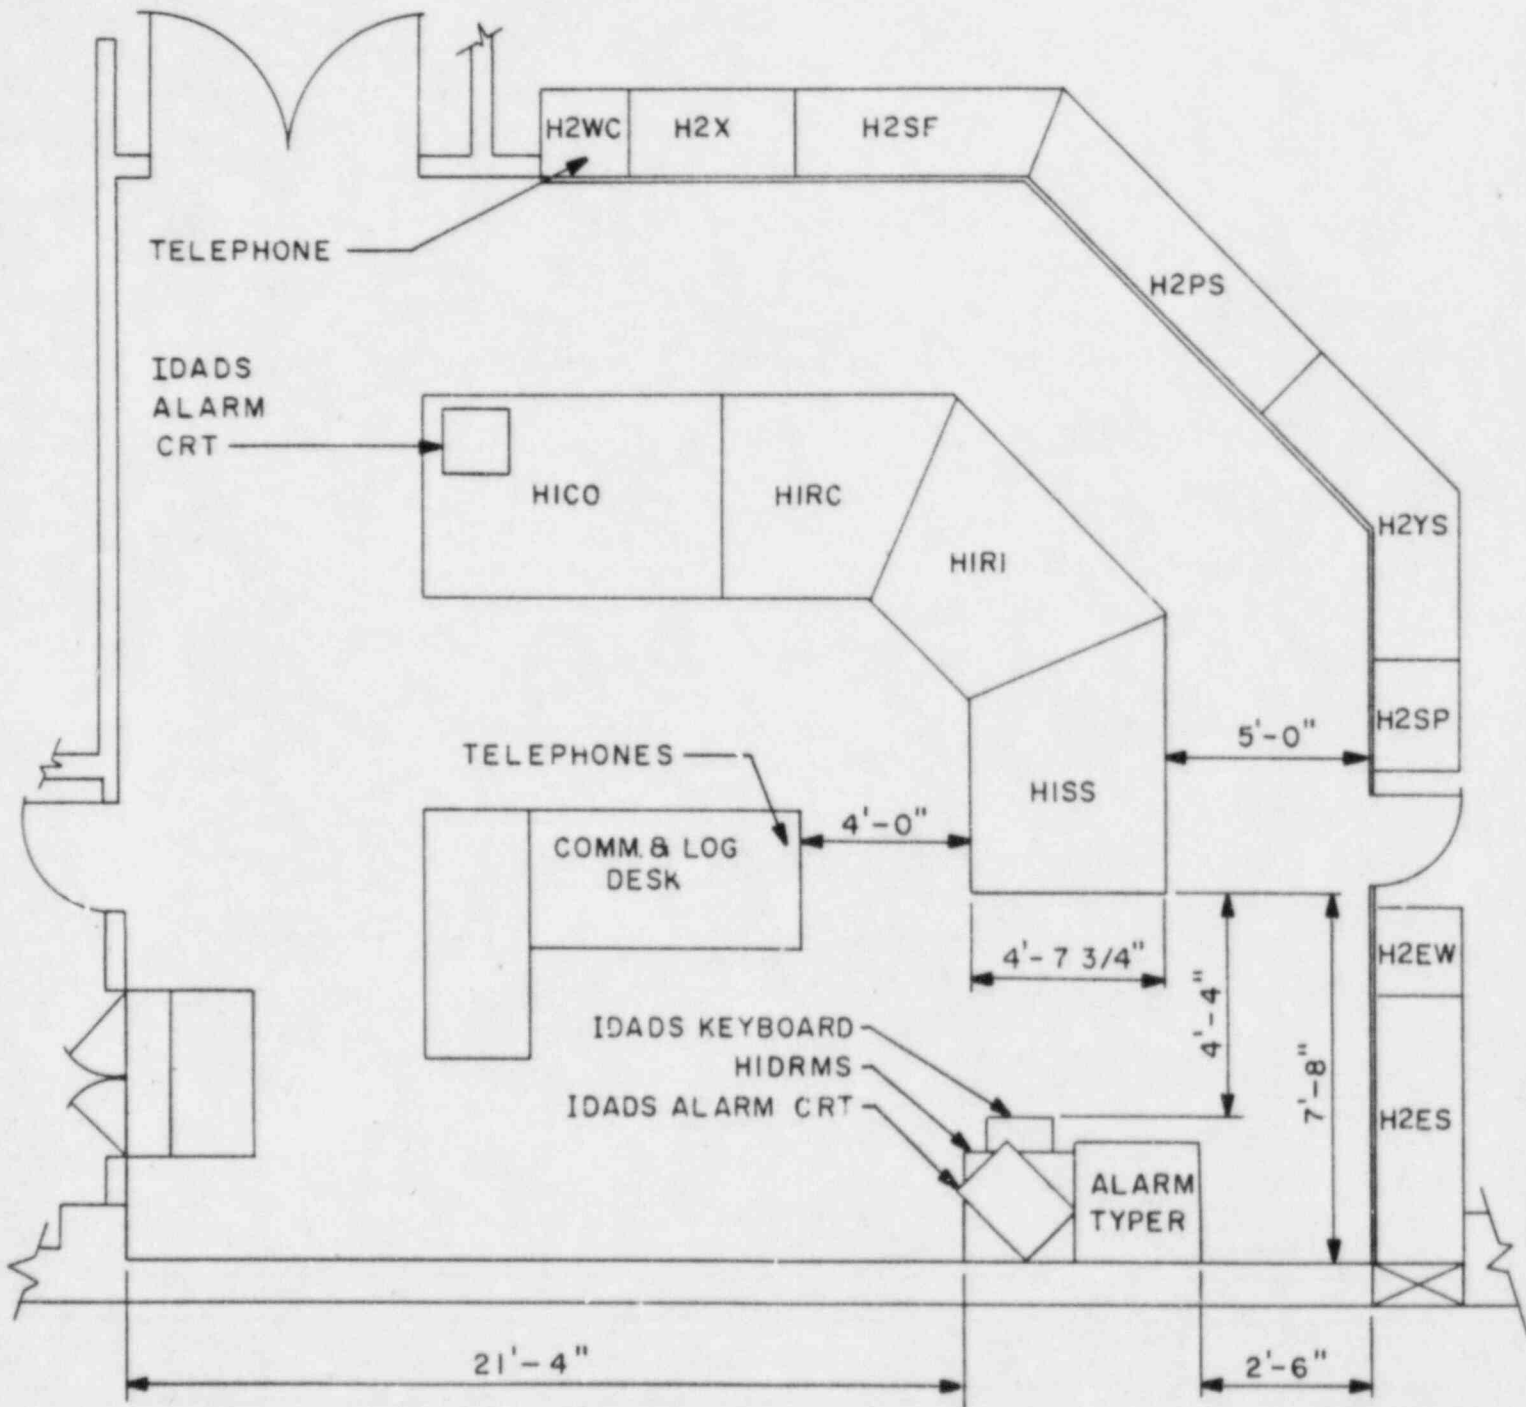 H2WC
H2X
H2SF
TELEPHONE
H2PS
IDADS
ALARM
CRT
HICO
HIRC
HIRI
H2YS
H2SP
TELEPHONES
5'-0"
HISS
4'-0"
COMM. & LOG
DESK
4'-7 3/4"
H2EW
4'-4"
IDADS KEYBOARD
HIDRMS
IDADS ALARM CRT
7'-8"
H2ES
ALARM
TYPER
21'-4"
2'-6"